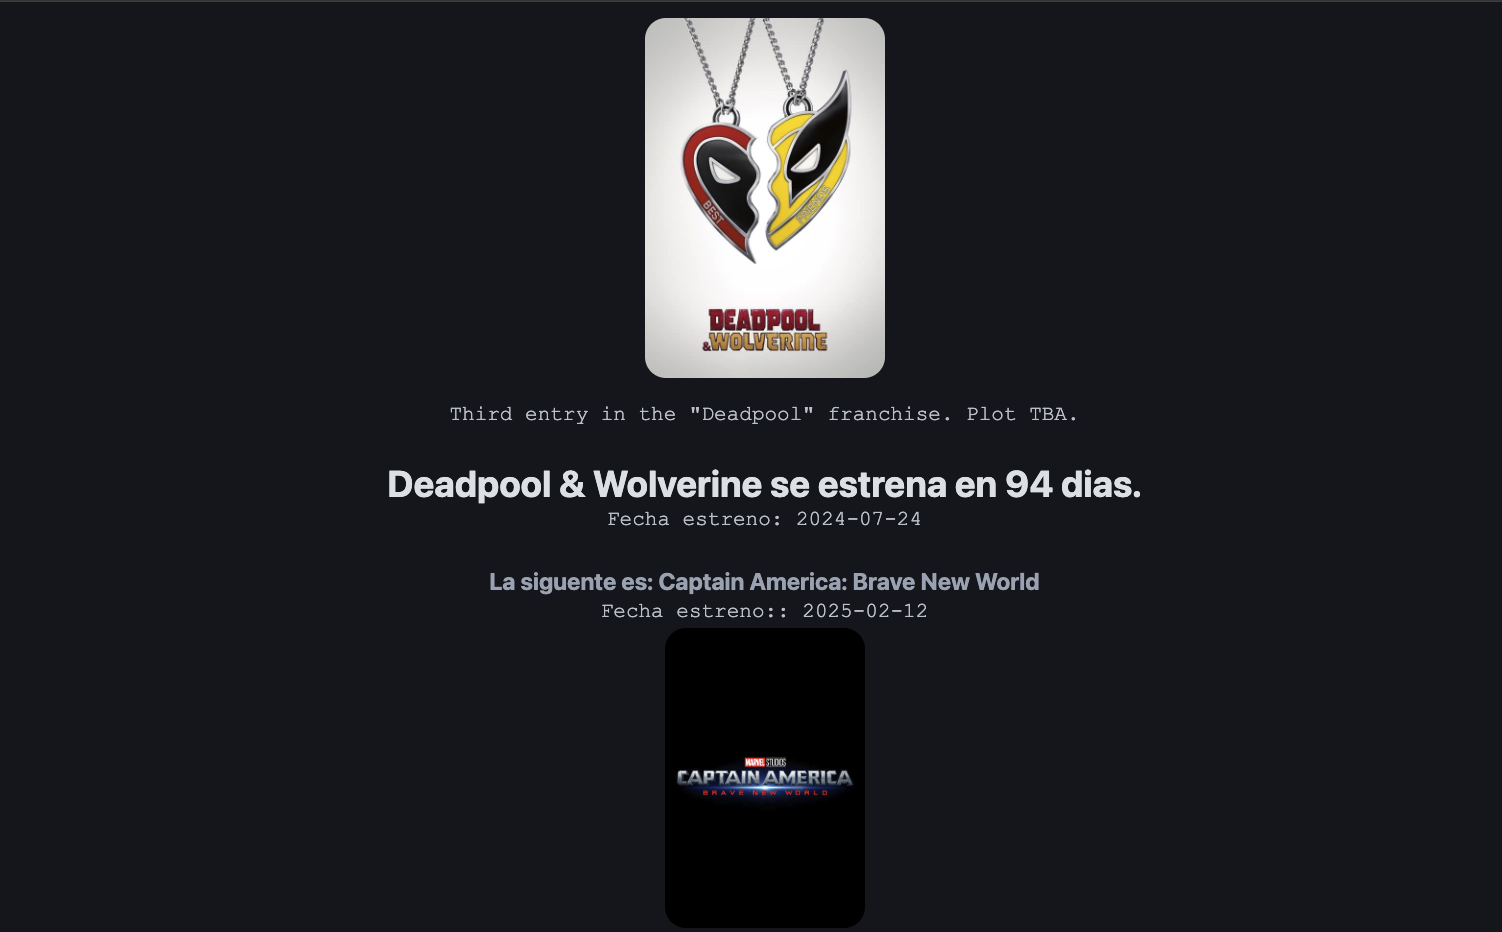 BEST
FRIENDS
DEADPOOL
&WOLVERINE
Third entry in the "Deadpool" franchise. Plot TBA.
Deadpool & Wolverine se estrena en 94 dias.
Fecha estreno: 2024-07-24
La siguente es: Captain America: Brave New World
Fecha estreno:: 2025-02-12
MARVEL STUDIOS
CAPTAIN AMERICA
BRAVE NEW WORLD